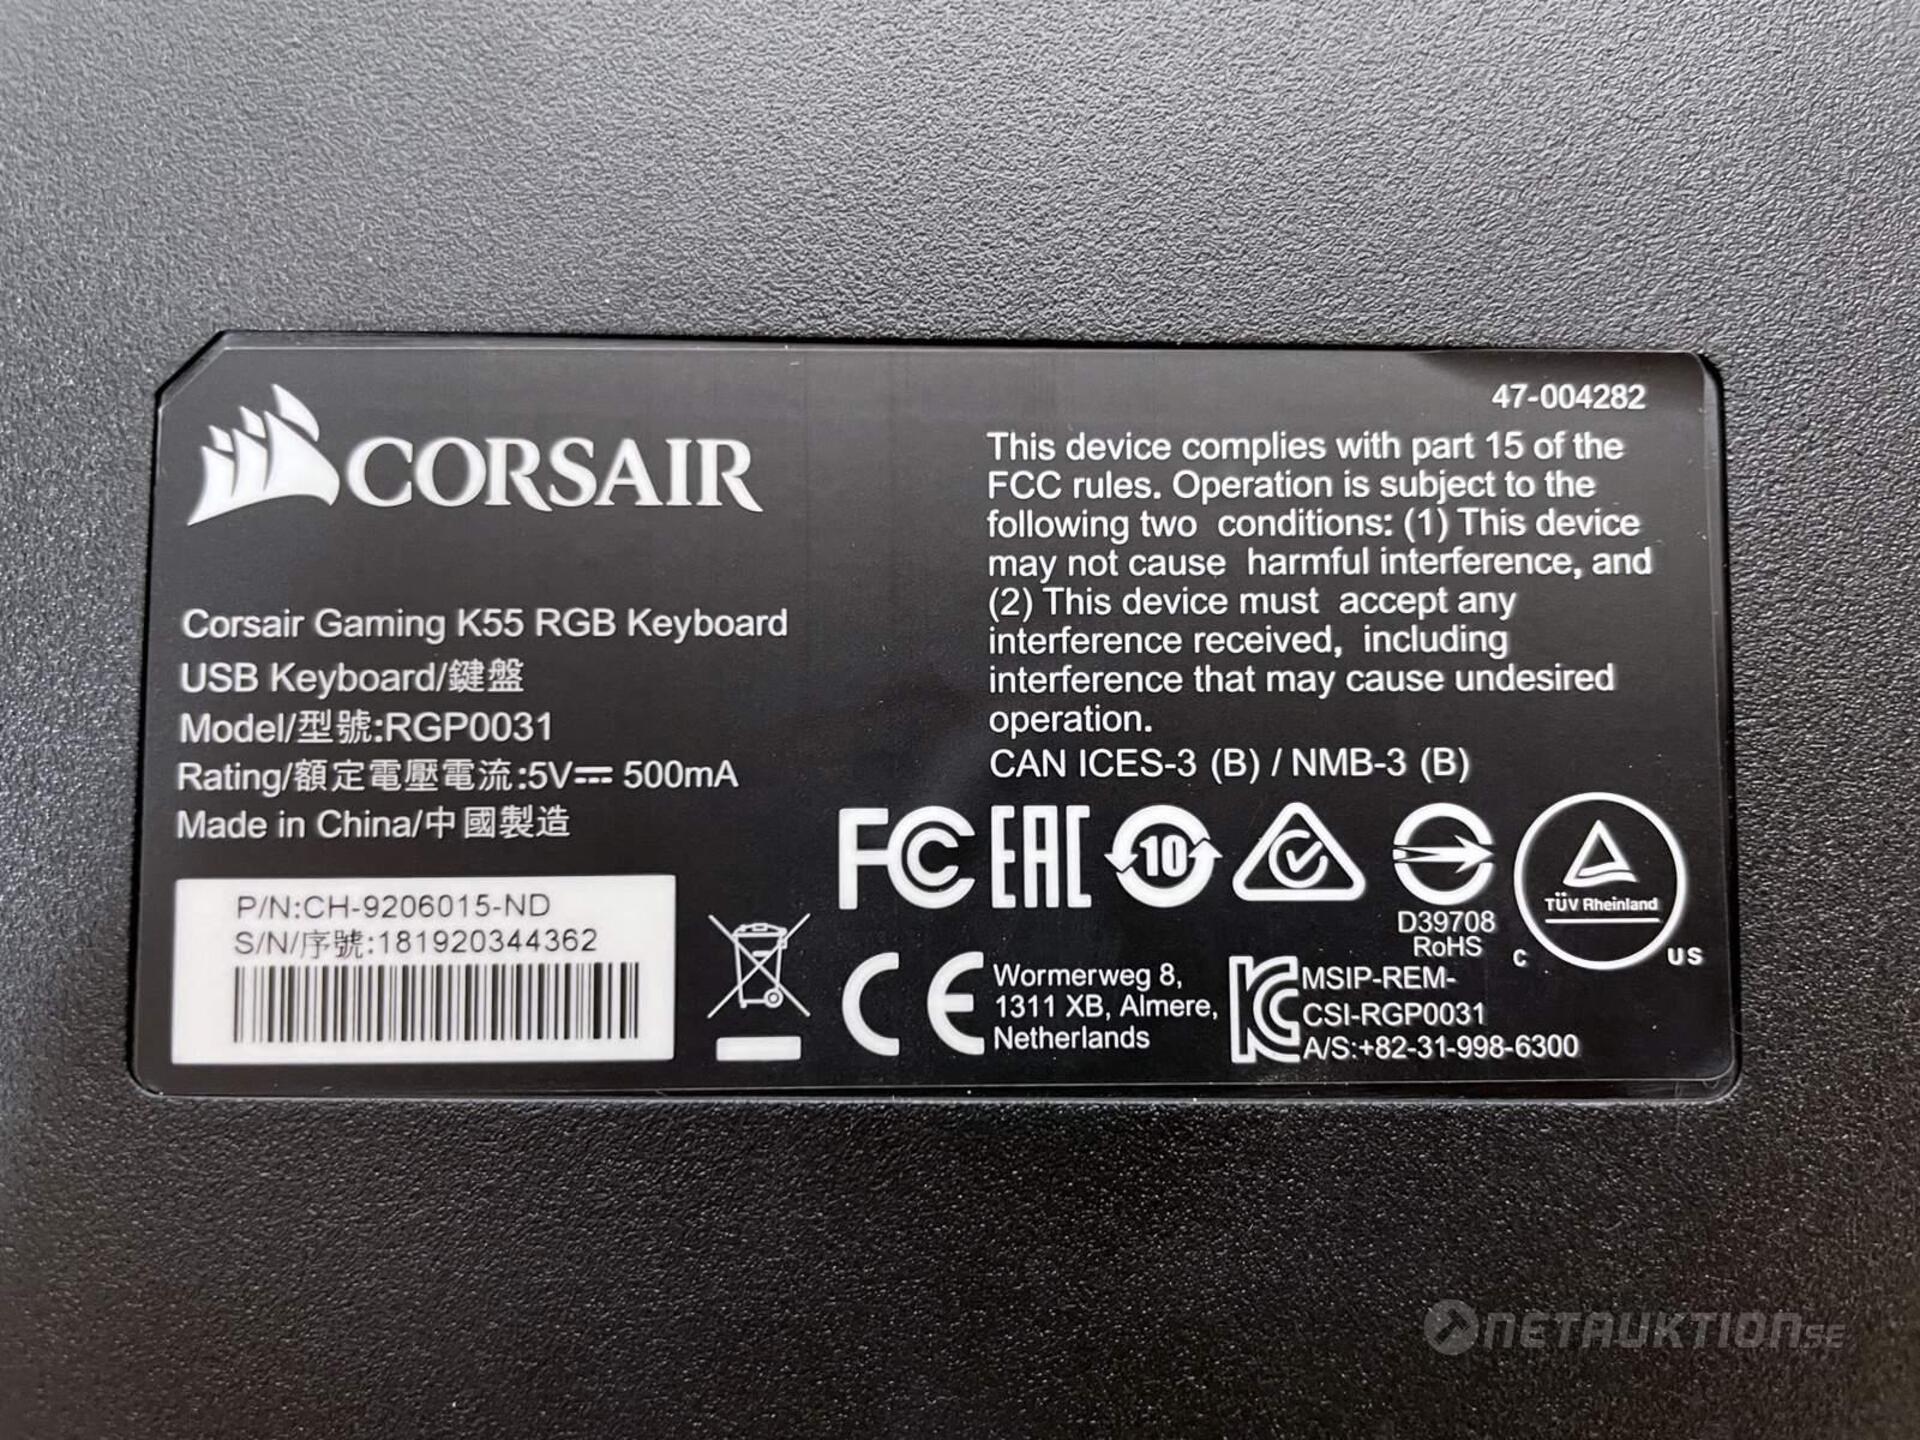 CORSAIR
Corsair Gaming K55 RGB Keyboard
USB Keyboard/鍵盤
Model/型號:RGP0031
Rating/額定電壓電流:5V⎓ 500mA
Made in China/中國製造
P/N:CH-9206015-ND
S/N/序號:181920344362
47-004282
This device complies with part 15 of the
FCC rules. Operation is subject to the
following two conditions: (1) This device
may not cause harmful interference, and
(2) This device must accept any
interference received, including
interference that may cause undesired
operation.
CAN ICES-3 (B) / NMB-3 (B)
FC EAC 10
D39708
RoHS
TÜV Rheinland
C US
CE
Wormerweg 8,
1311 XB, Almere,
Netherlands
KC
MSIP-REM-
CSI-RGP0031
A/S:+82-31-998-6300
NETAUKTION.SE